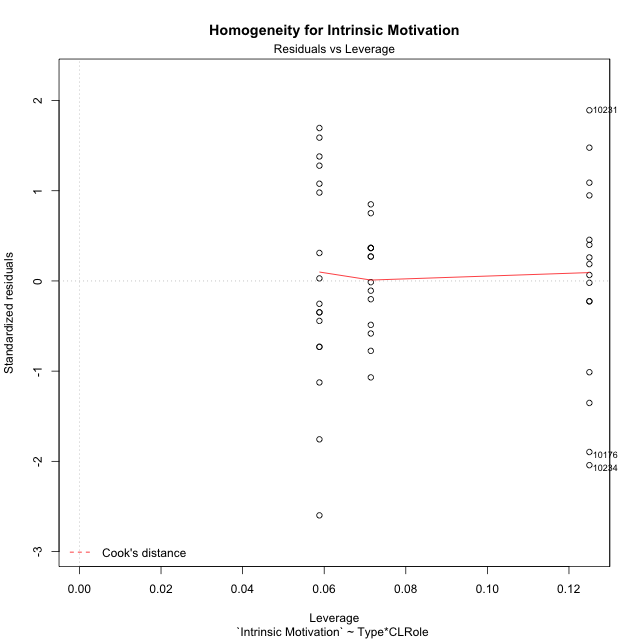 Homogeneity for Intrinsic Motivation
Residuals vs Leverage
2
1
0
-1
-2
-3
Standardized residuals
10231
10176
10234
Cook's distance
0.00 0.02 0.04 0.06 0.08 0.10 0.12
Leverage
`Intrinsic Motivation` ~ Type*CLRole